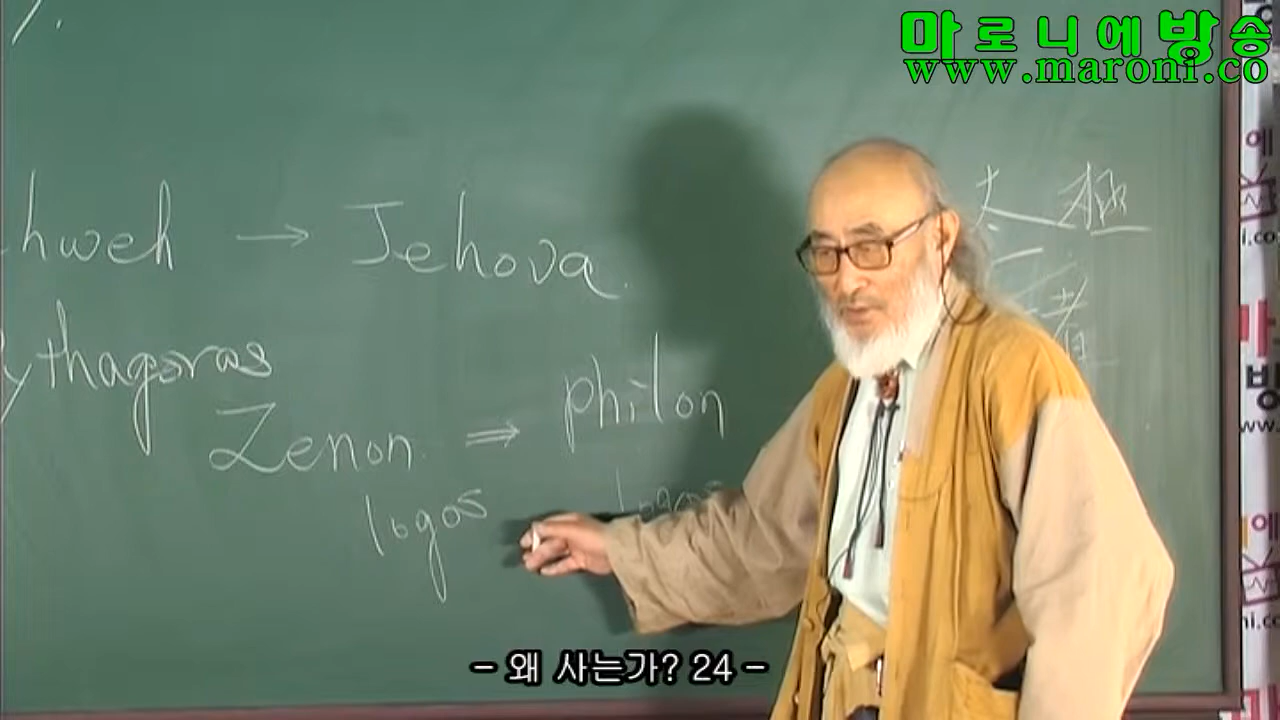 마로니에방송
www.maroni.co
hweh → Jehova.
ythagoras
Zenon. ⇒ philon
logos logos
太極
- 왜 사는가? 24 -